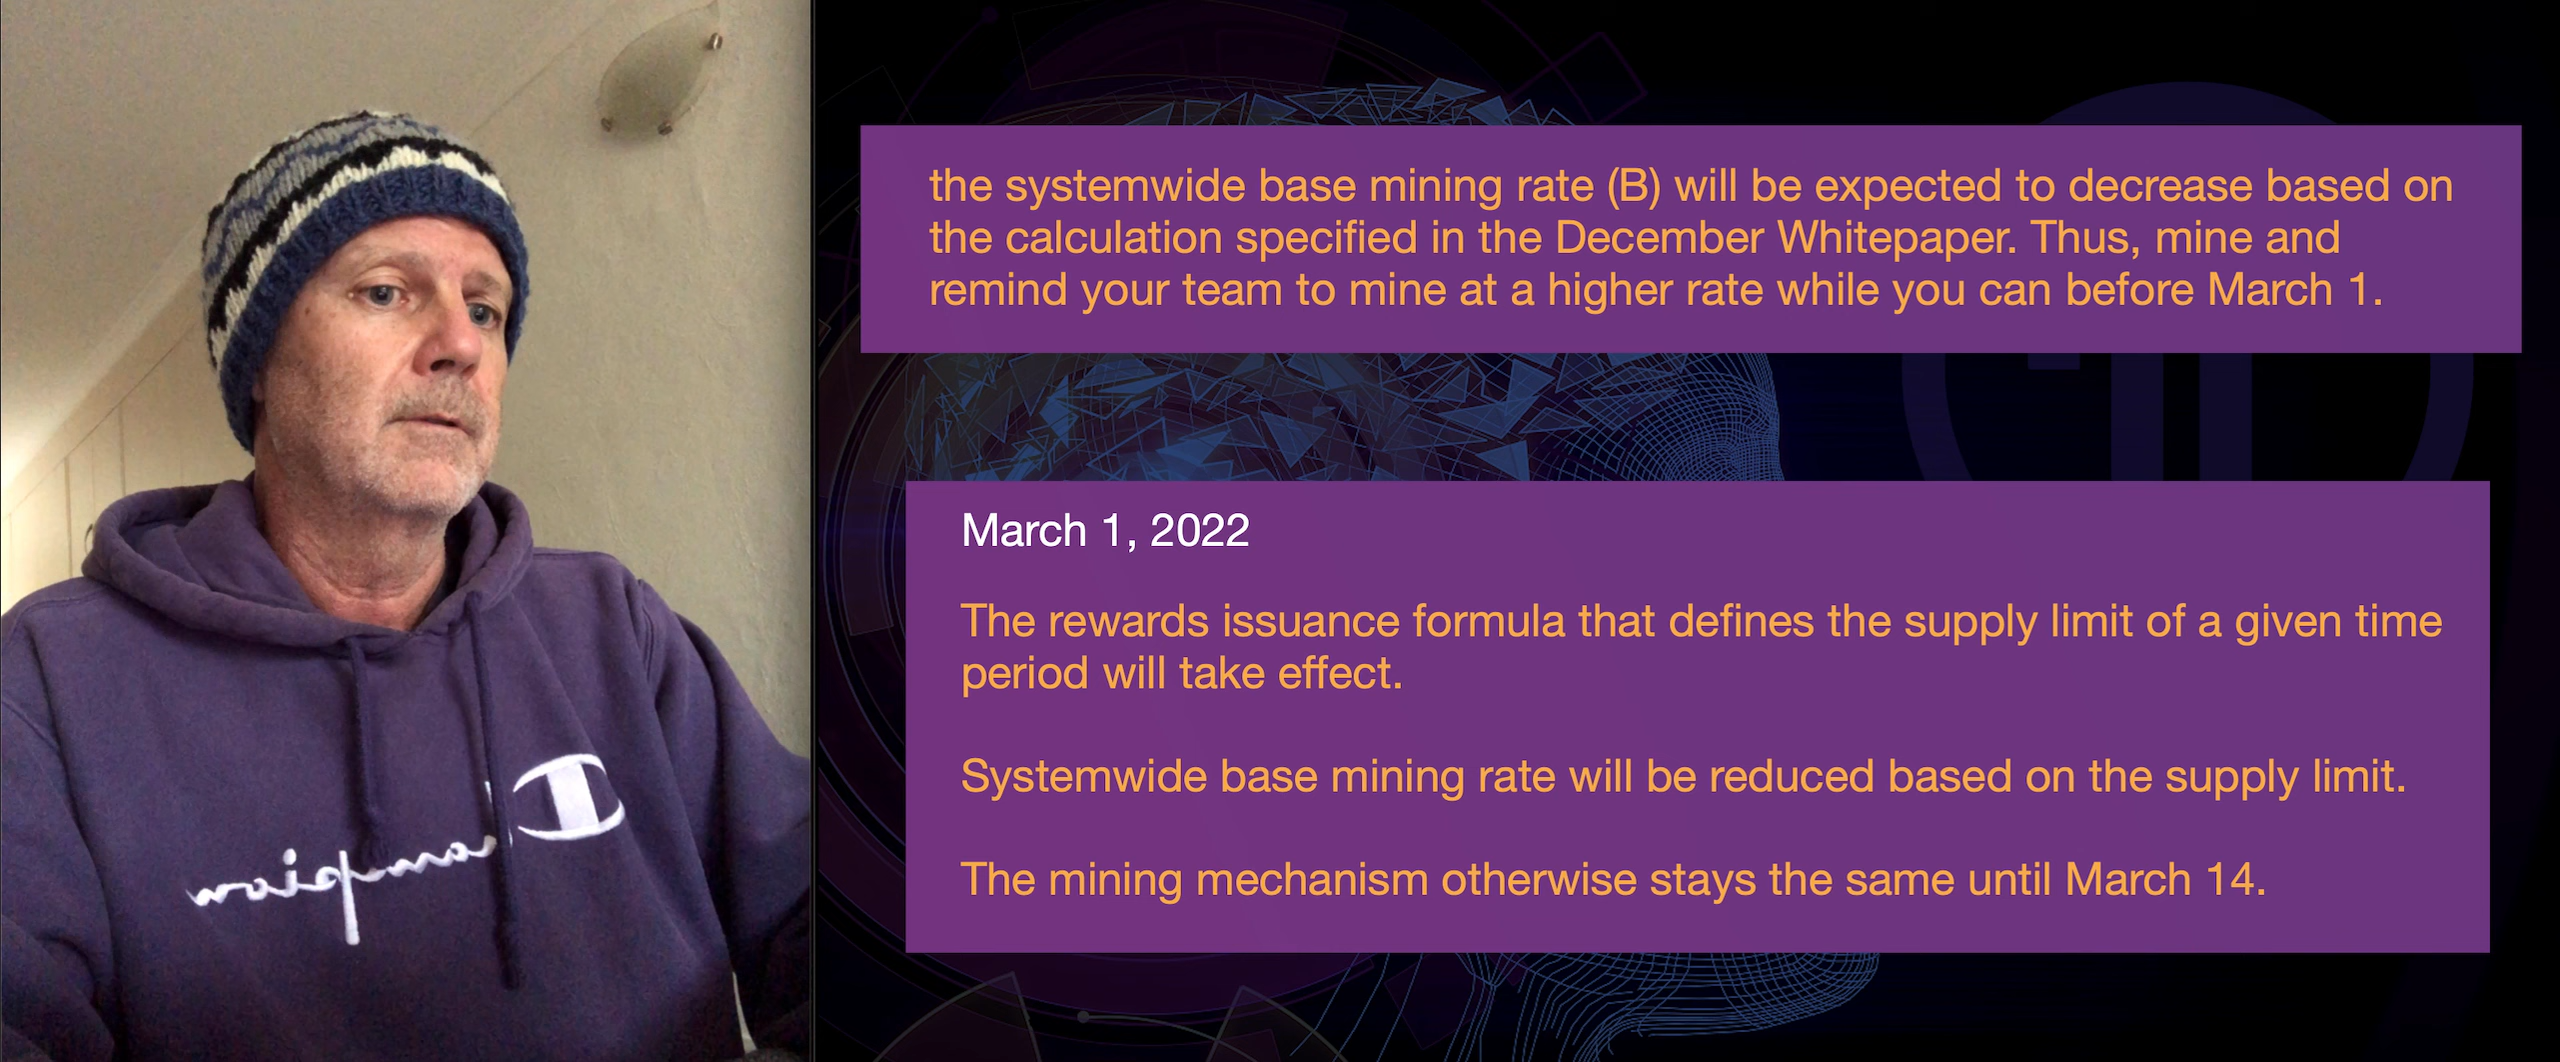 the systemwide base mining rate (B) will be expected to decrease based on
the calculation specified in the December Whitepaper. Thus, mine and
remind your team to mine at a higher rate while you can before March 1.
March 1, 2022
The rewards issuance formula that defines the supply limit of a given time
period will take effect.
Systemwide base mining rate will be reduced based on the supply limit.
The mining mechanism otherwise stays the same until March 14.
Champion